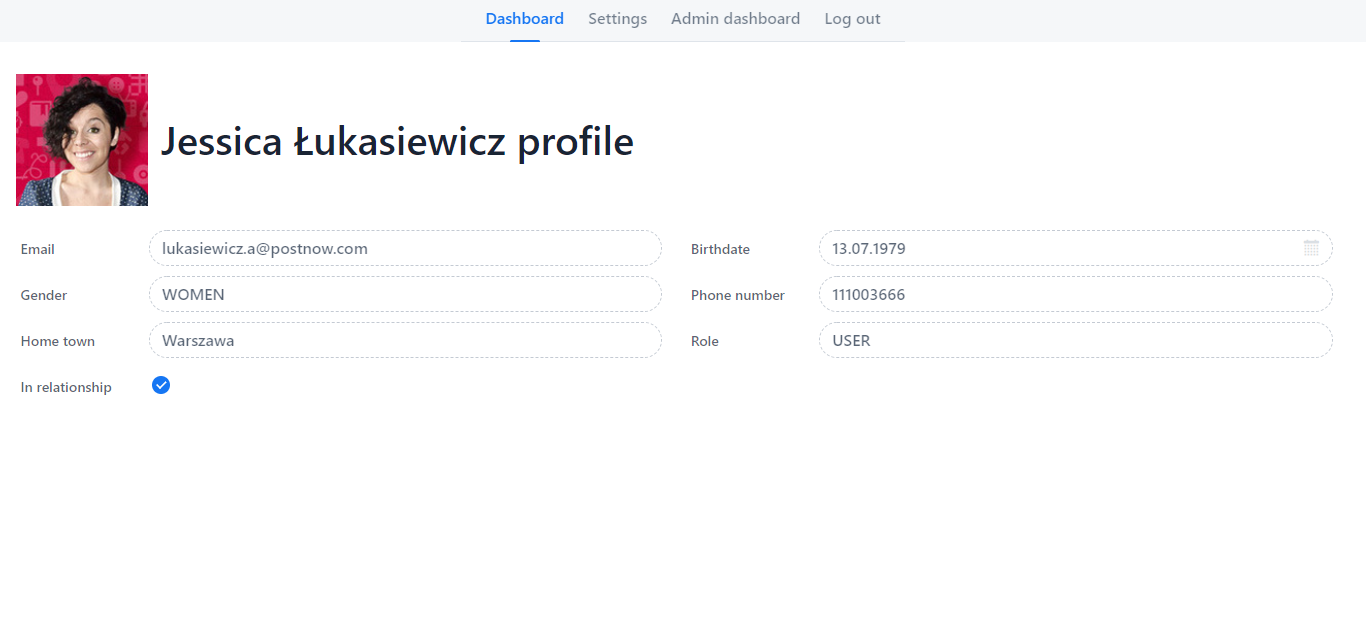 Dashboard Settings Admin dashboard Log out
Jessica Łukasiewicz profile
Email lukasiewicz.a@postnow.com Birthdate 13.07.1979
Gender WOMEN Phone number 111003666
Home town Warszawa Role USER
In relationship